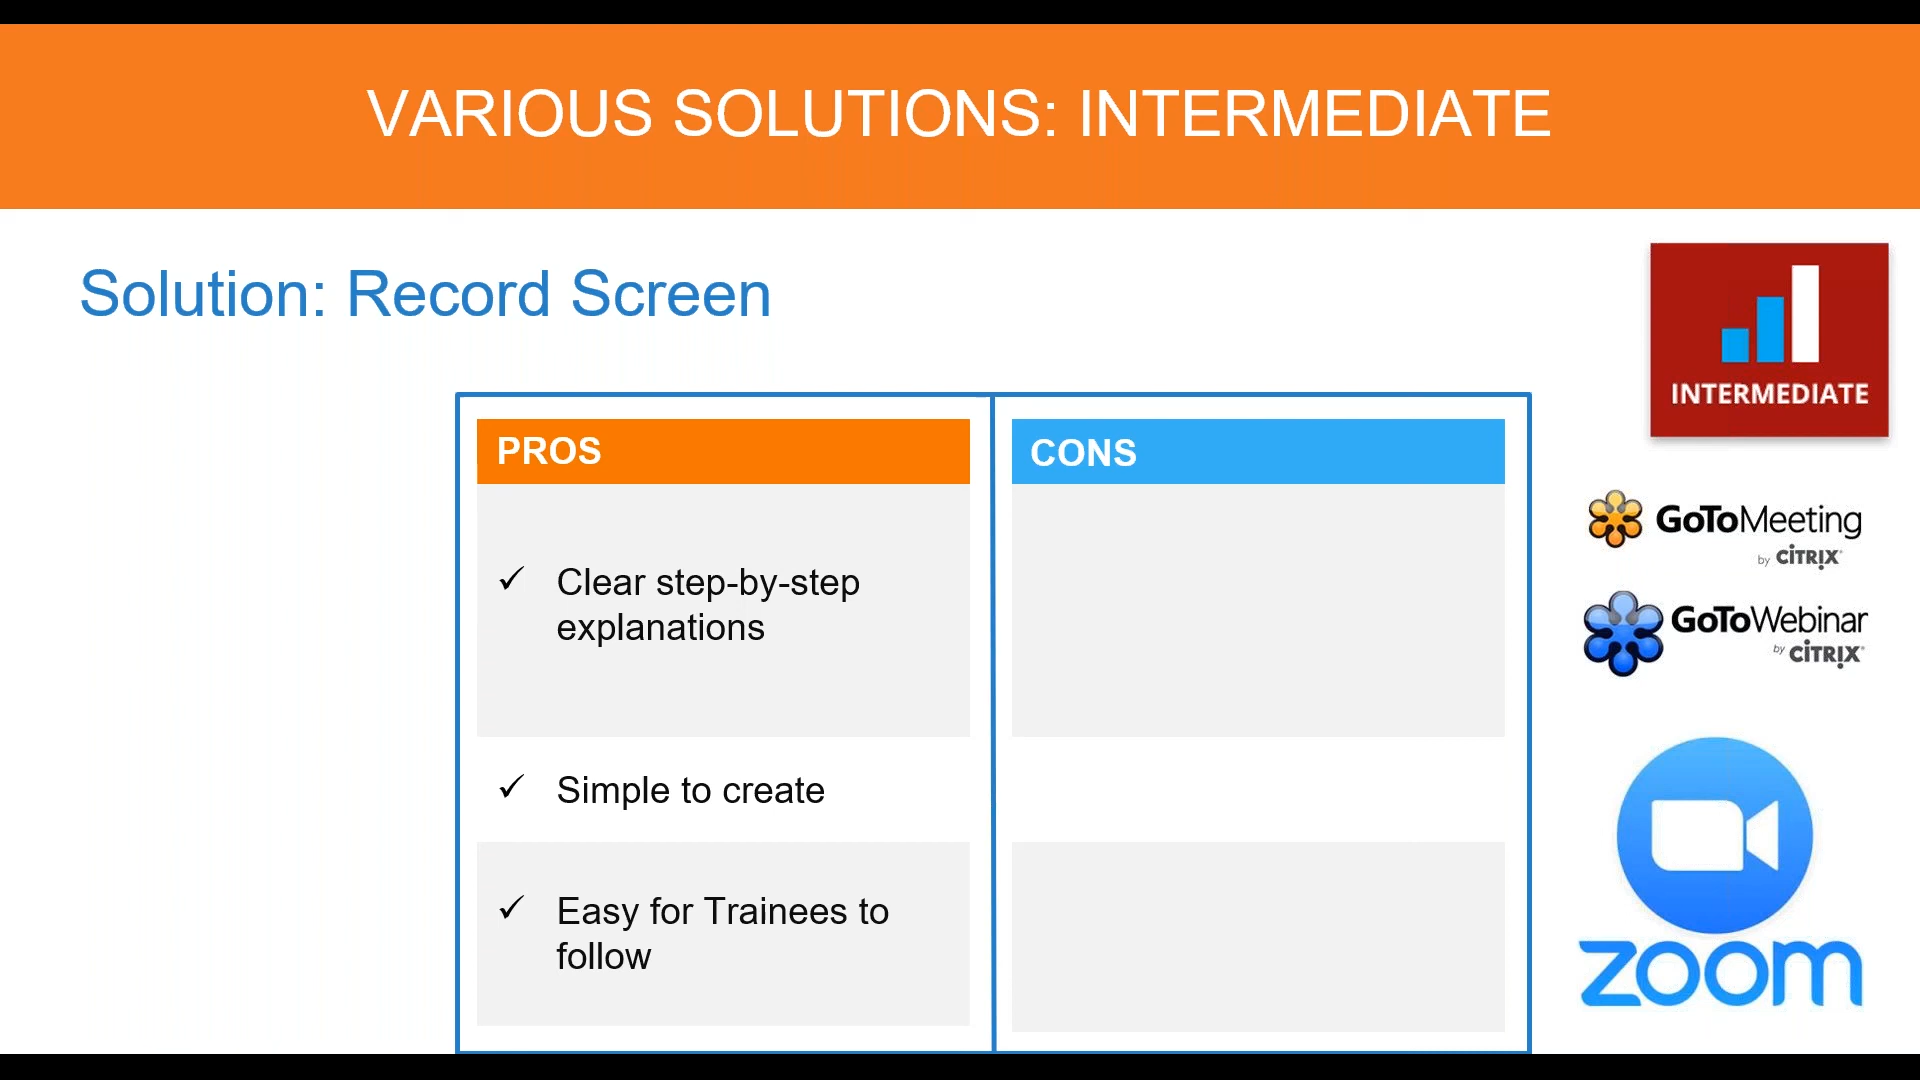 VARIOUS SOLUTIONS: INTERMEDIATE
Solution: Record Screen
INTERMEDIATE
PROS
CONS
✓ Clear step-by-step
explanations
✓ Simple to create
✓ Easy for Trainees to
follow
GoToMeeting
by CITRIX®
GoToWebinar
by CITRIX®
zoom